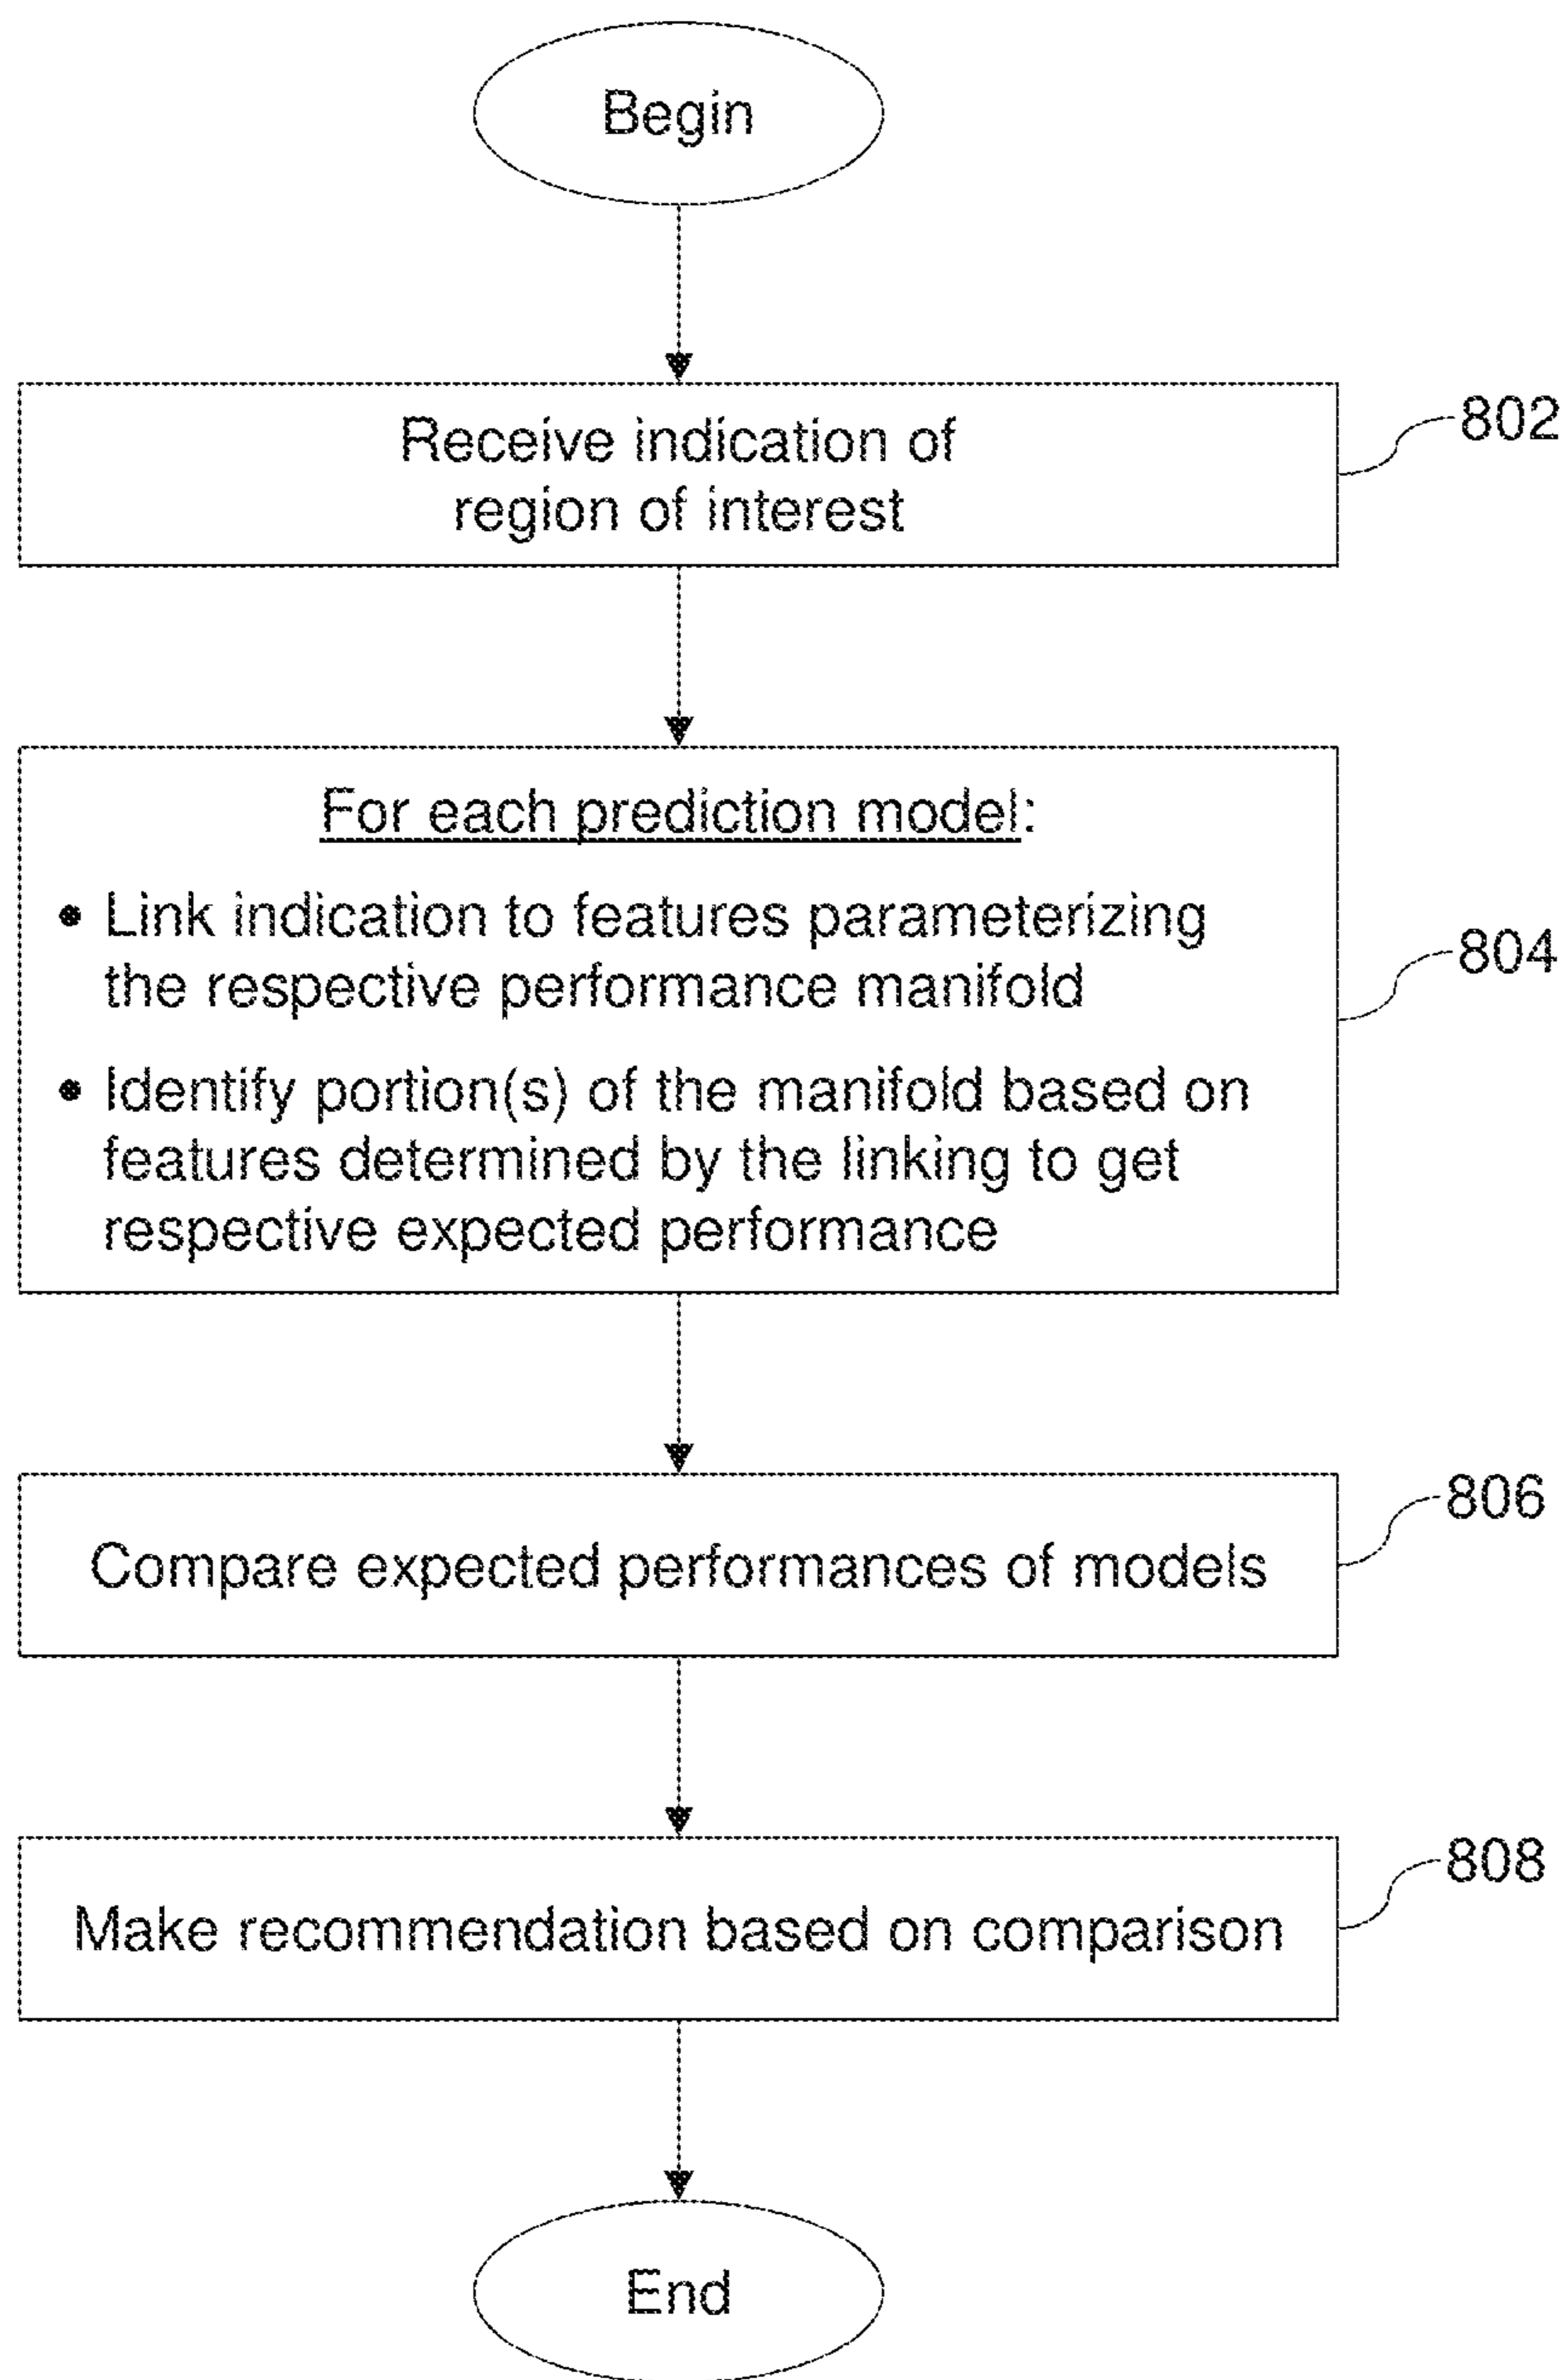 Begin
Receive indication of
region of interest
802
For each prediction model:
• Link indication to features parameterizing
the respective performance manifold
• Identify portion(s) of the manifold based on
features determined by the linking to get
respective expected performance
804
Compare expected performances of models
806
Make recommendation based on comparison
808
End